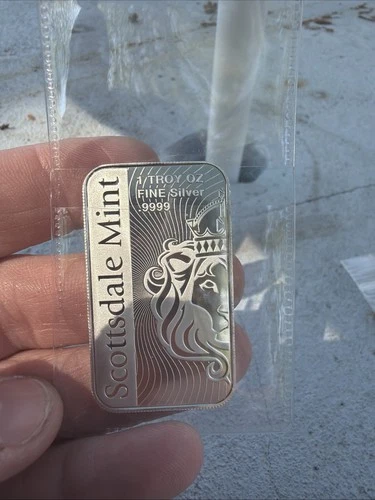 1 TROY OZ
FINE Silver
.9999
Scottsdale Mint